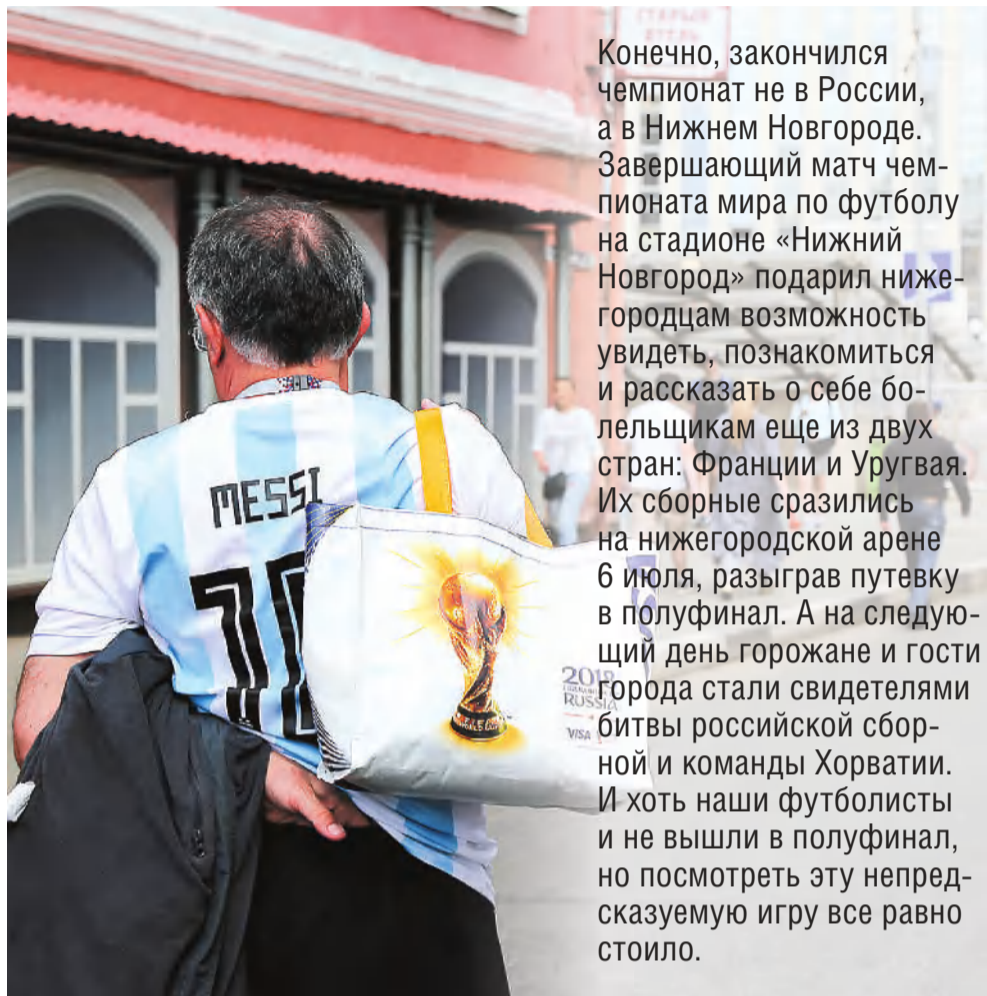 СТАРЫЙ
Конечно, закончился
чемпионат не в России,
а в Нижнем Новгороде.
Завершающий матч чем-
пионата мира по футболу
на стадионе «Нижний
Новгород» подарил ниже-
городцам возможность
увидеть, познакомиться
и рассказать о себе бо-
лельщикам еще из двух
стран: Франции и Уругвая.
Их сборные сразились
на нижегородской арене
6 июля, разыграв путевку
в полуфинал. А на следую-
щий день горожане и гости
города стали свидетелями
битвы российской сбор-
ной и команды Хорватии.
И хоть наши футболисты
и не вышли в полуфинал,
но посмотреть эту непред-
сказуемую игру все равно
стоило.
MESSI
10
2018
RUSSIA
VISA